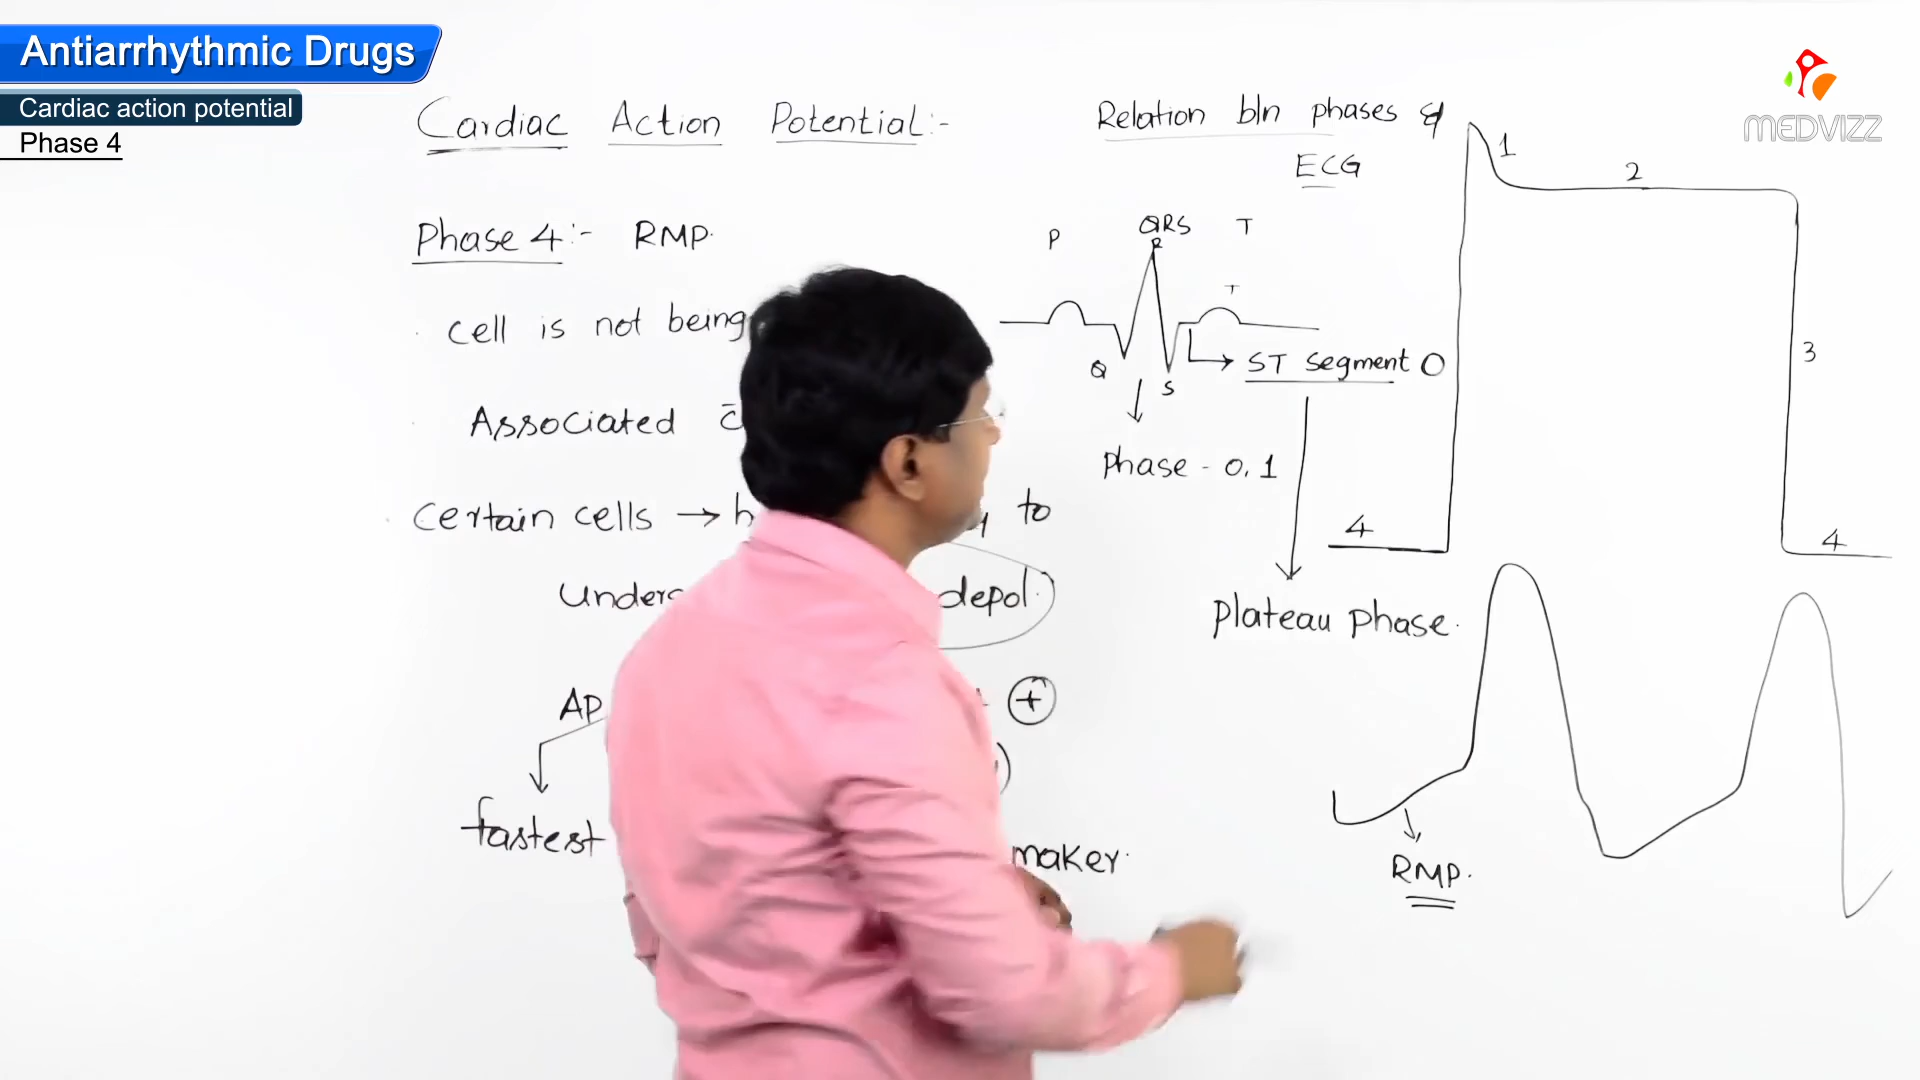 Antiarrhythmic Drugs
Cardiac action potential
Phase 4
MEDVIZZ
Cardiac Action Potential:-
Phase 4:- RMP.
Cell is not being
Associated c̄
Certain cells → to
depol.
AP +
fastest maker.
Relation b/n phases &
ECG
P QRS T
R
T
Q S
ST segment
Phase - 0, 1
Plateau phase.
1
2
0
3
4
4
RMP.